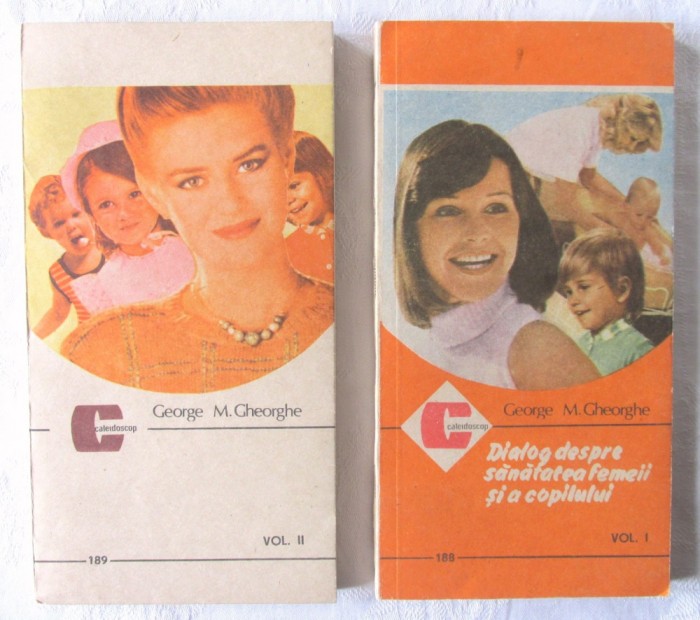 George M. Gheorghe
caleidoscop
VOL. II
189
George M. Gheorghe
caleidoscop
Dialog despre
sănătatea femeii
și a copilului
VOL. I
188